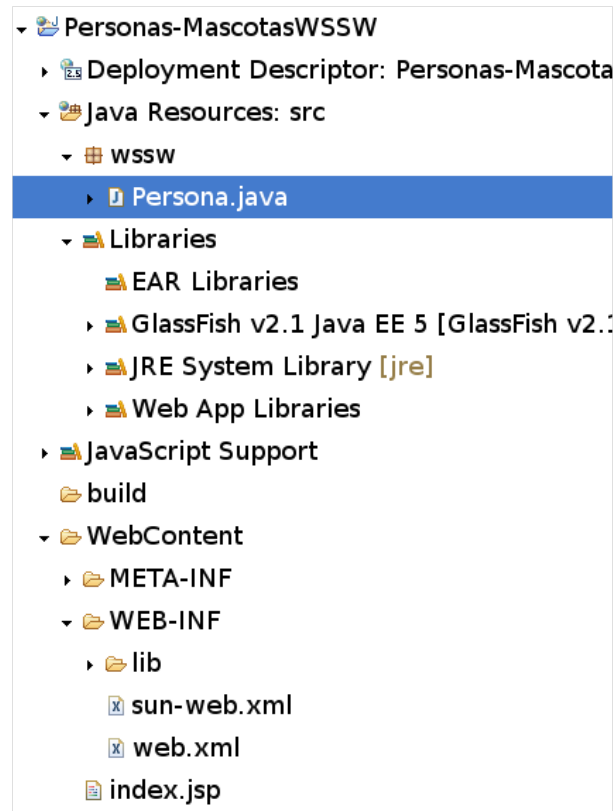 Personas-MascotasWSSW
Deployment Descriptor: Personas-Mascota
Java Resources: src
wssw
Persona.java
Libraries
EAR Libraries
GlassFish v2.1 Java EE 5 [GlassFish v2.1
JRE System Library [jre]
Web App Libraries
JavaScript Support
build
WebContent
META-INF
WEB-INF
lib
sun-web.xml
web.xml
index.jsp